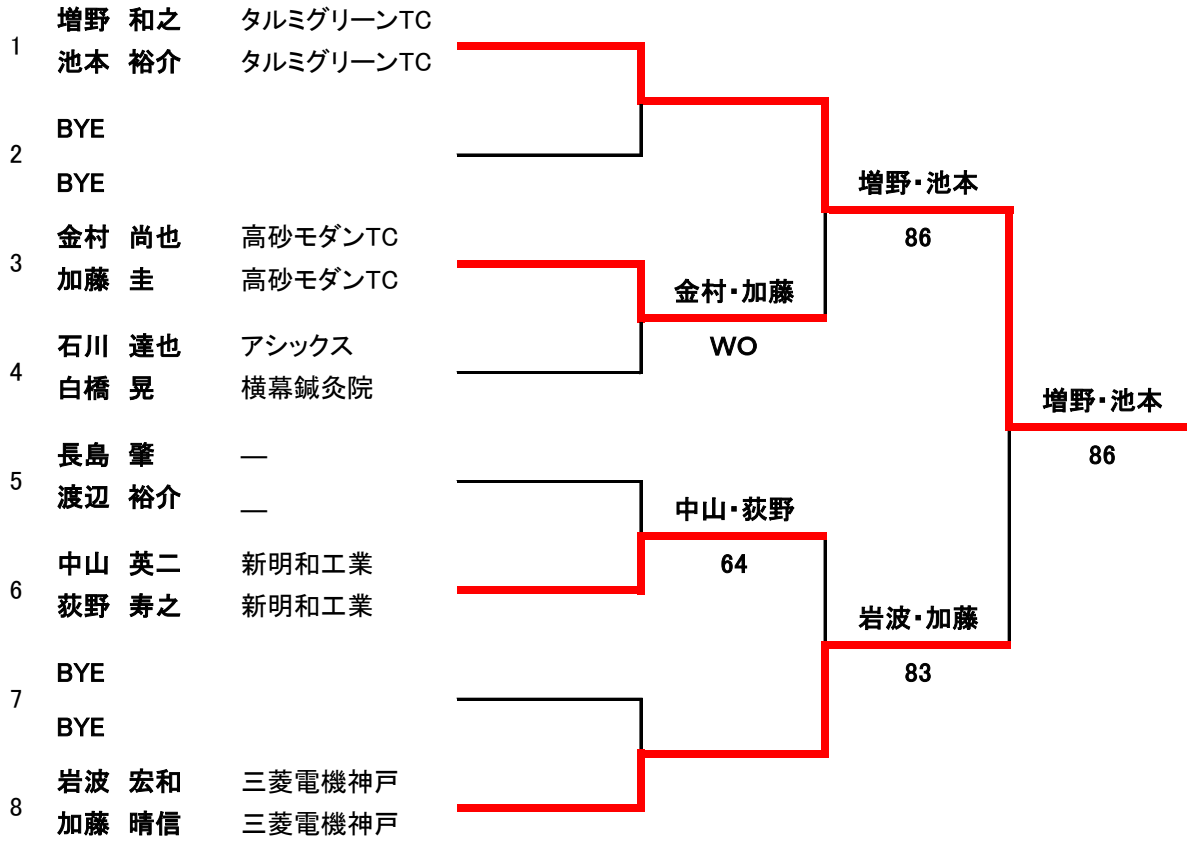 増野 和之 タルミグリーンTC
1
池本 裕介 タルミグリーンTC
BYE
2
BYE
増野・池本
86
金村 尚也 高砂モダンTC
3
加藤 圭 高砂モダンTC
金村・加藤
WO
石川 達也 アシックス
4
白橋 晃 横幕鍼灸院
増野・池本
86
長島 肇 ―
5
渡辺 裕介 ―
中山・荻野
64
中山 英二 新明和工業
6
荻野 寿之 新明和工業
岩波・加藤
83
BYE
7
BYE
岩波 宏和 三菱電機神戸
8
加藤 晴信 三菱電機神戸